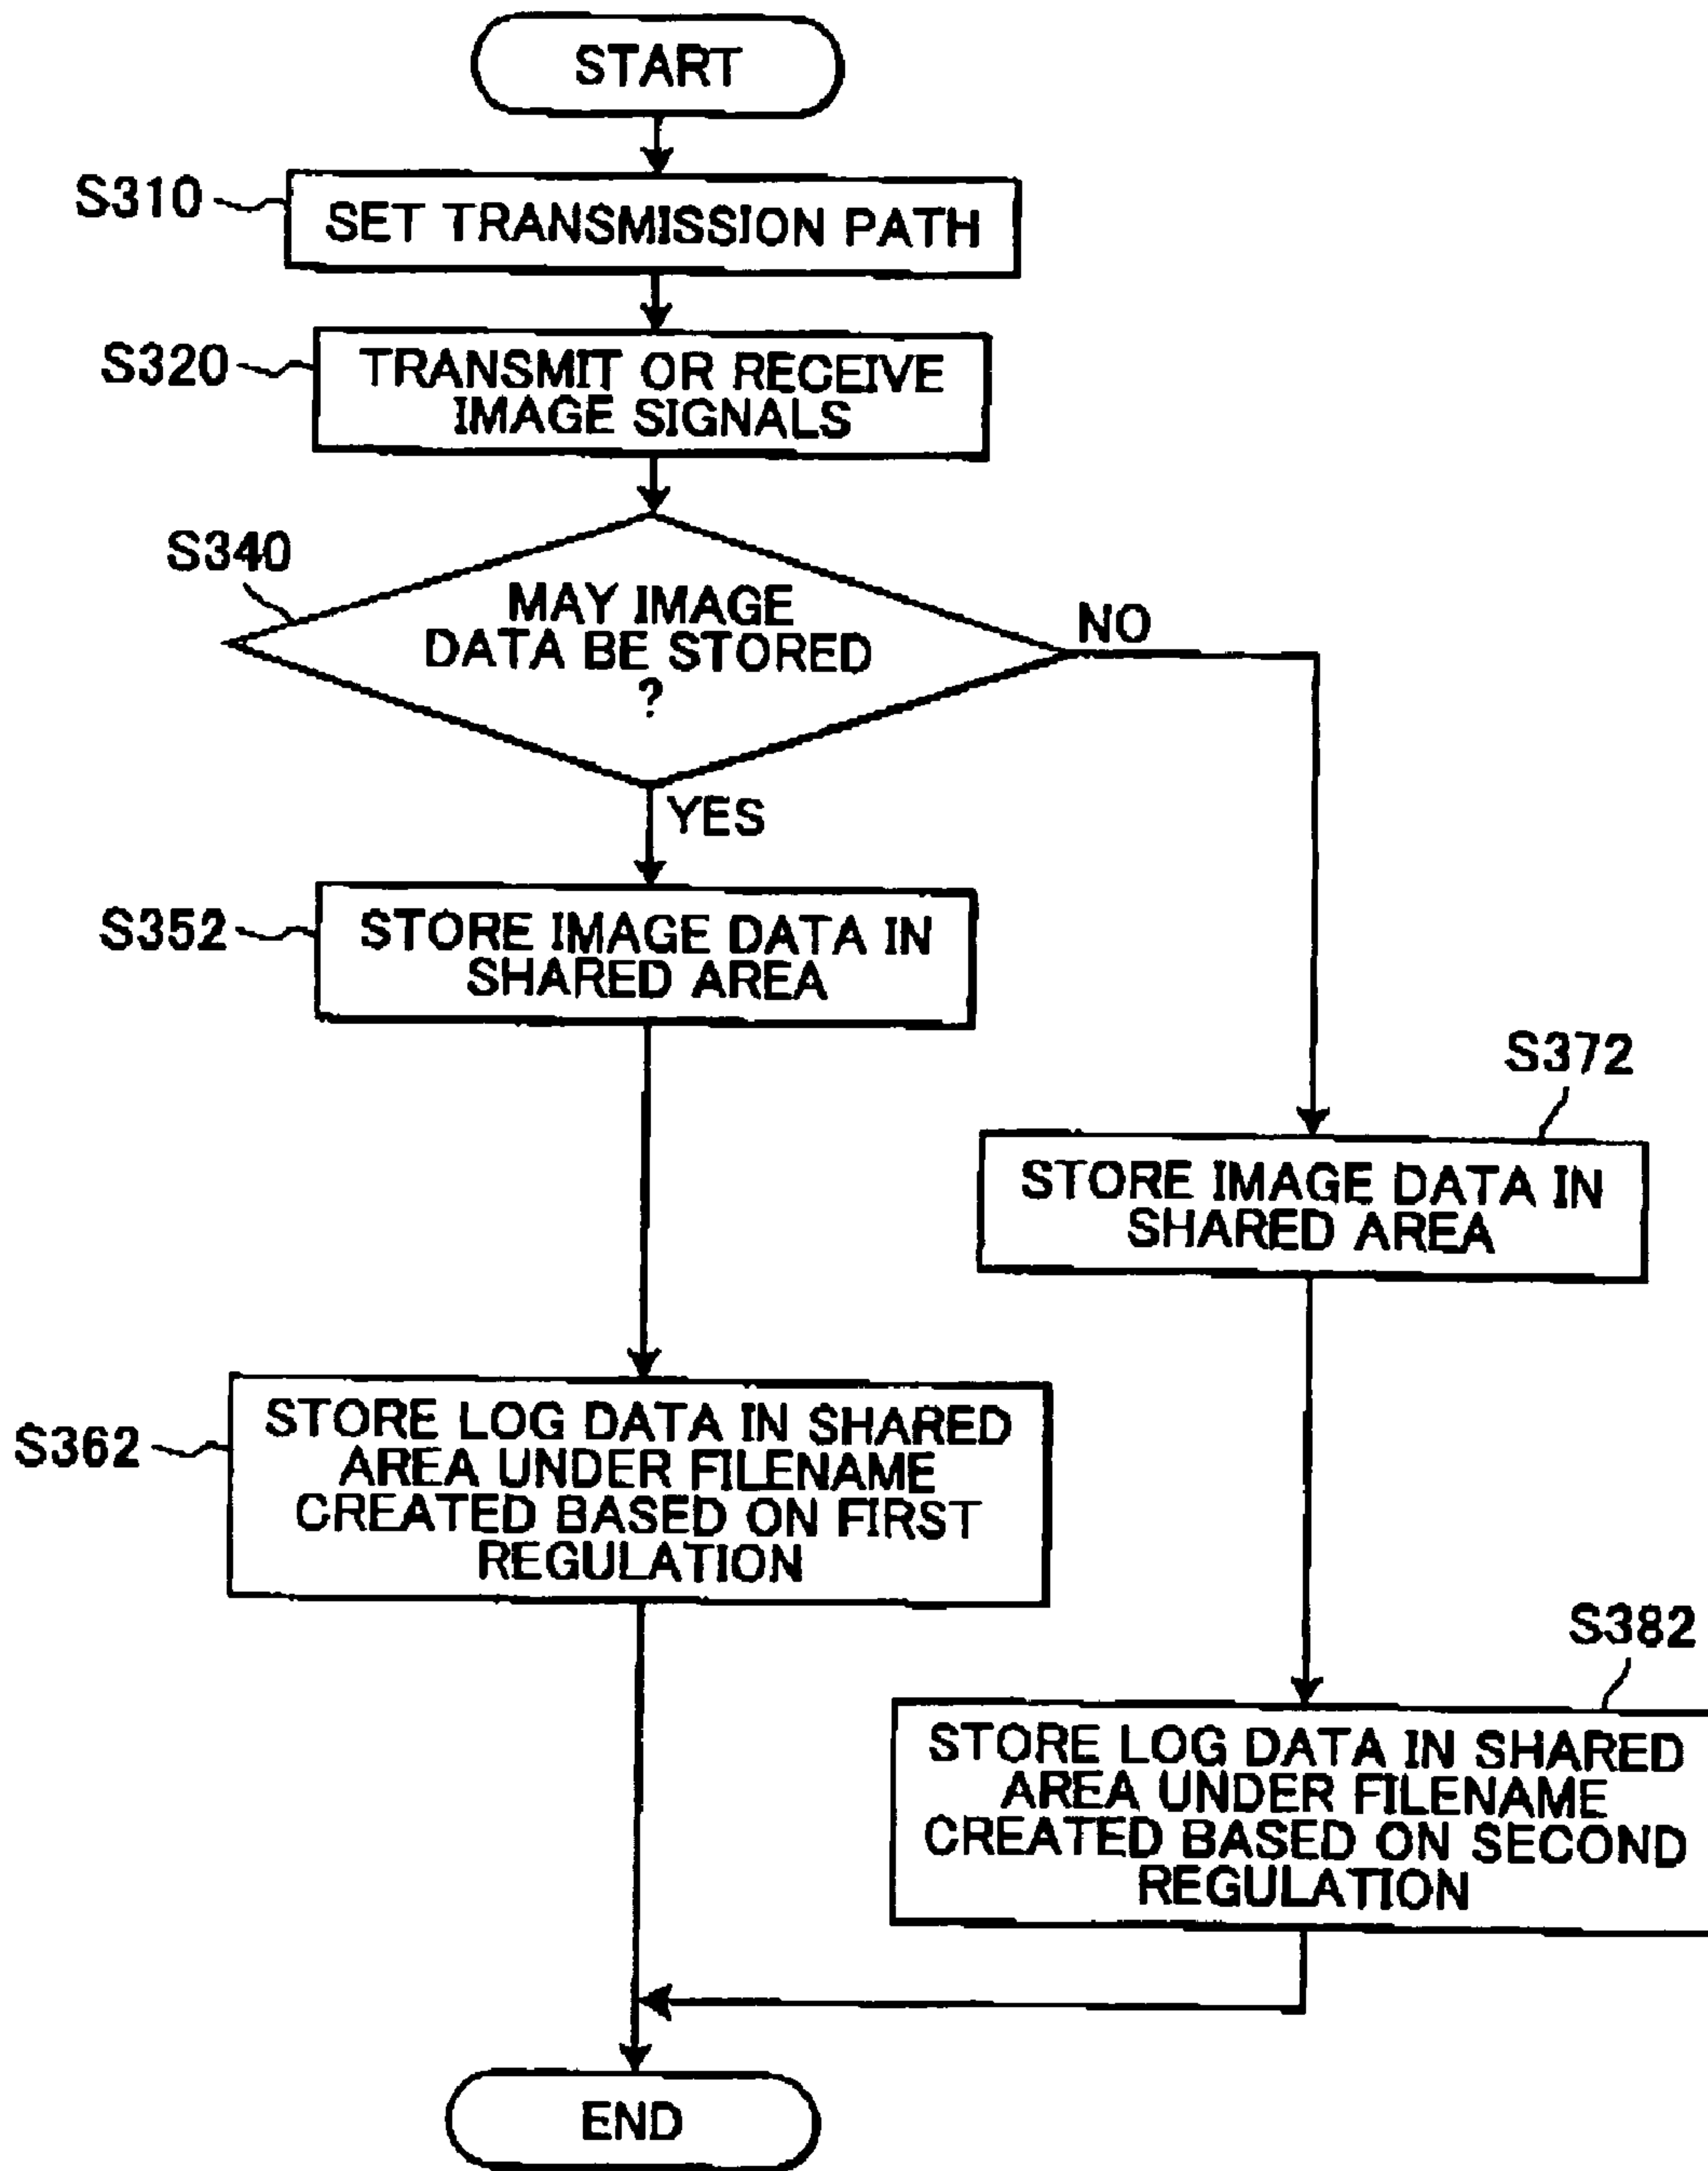 START
S310
SET TRANSMISSION PATH
S320
TRANSMIT OR RECEIVE
IMAGE SIGNALS
S340
MAY IMAGE
DATA BE STORED
?
NO
YES
S352
STORE IMAGE DATA IN
SHARED AREA
S372
STORE IMAGE DATA IN
SHARED AREA
S362
STORE LOG DATA IN SHARED
AREA UNDER FILENAME
CREATED BASED ON FIRST
REGULATION
S382
STORE LOG DATA IN SHARED
AREA UNDER FILENAME
CREATED BASED ON SECOND
REGULATION
END